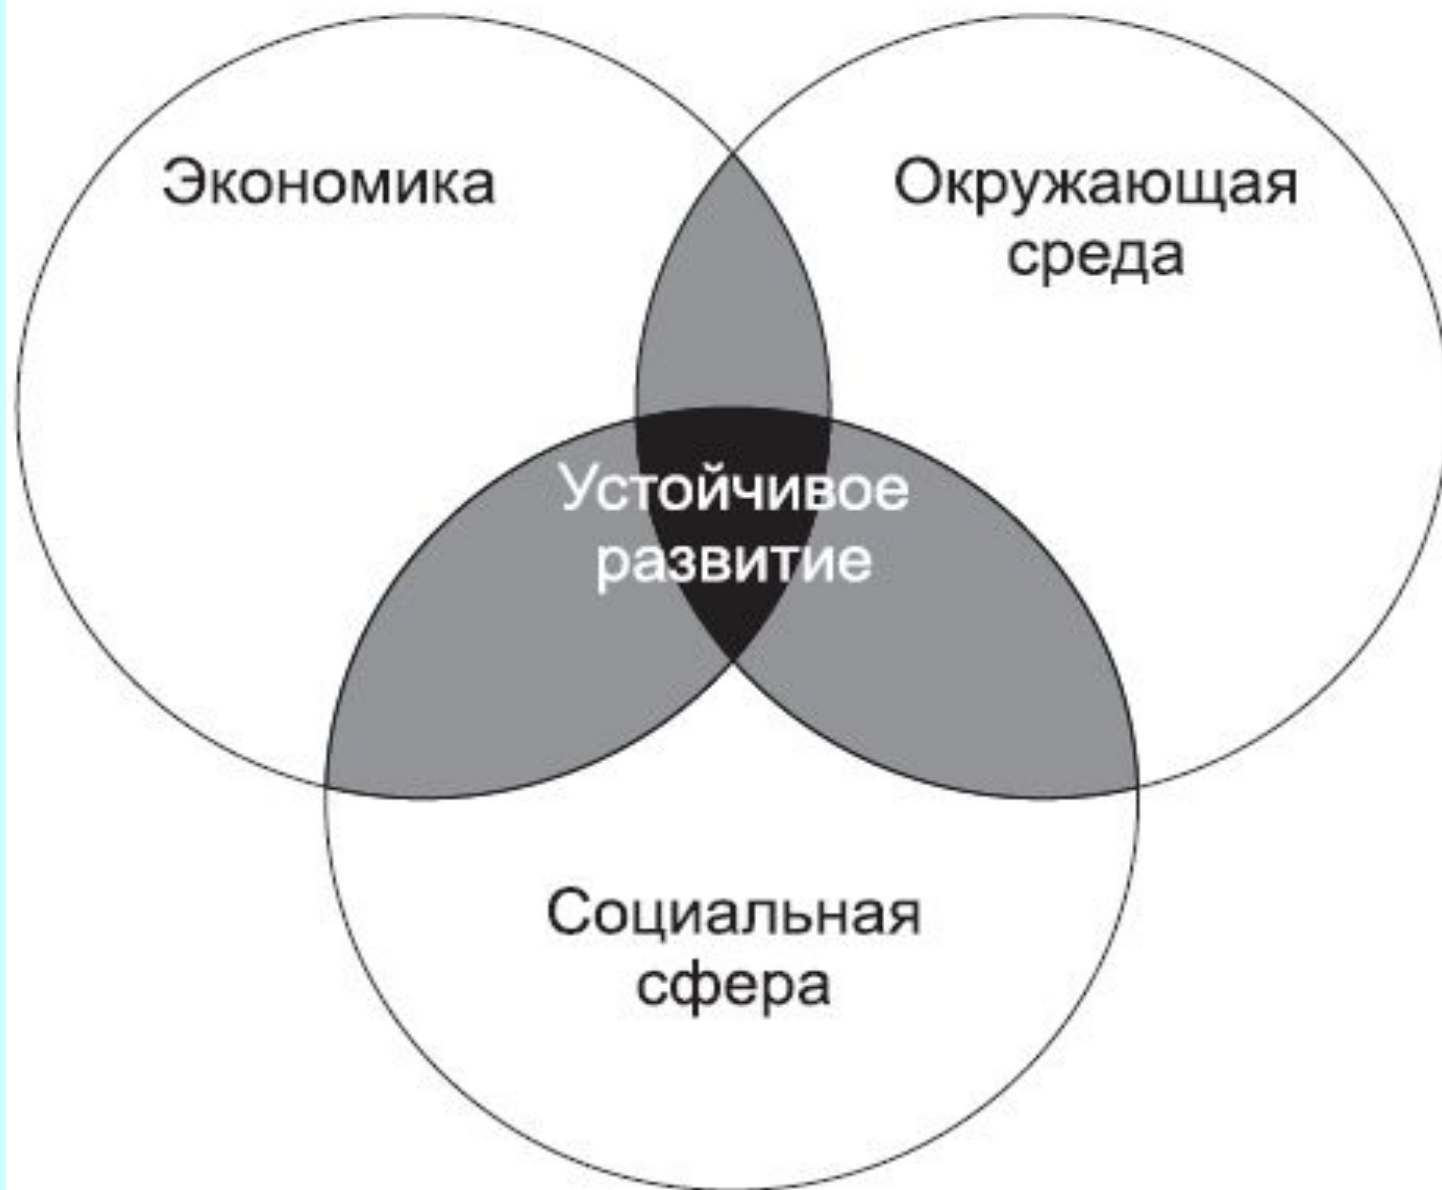 Экономика
Окружающая
среда
Устойчивое
развитие
Социальная
сфера